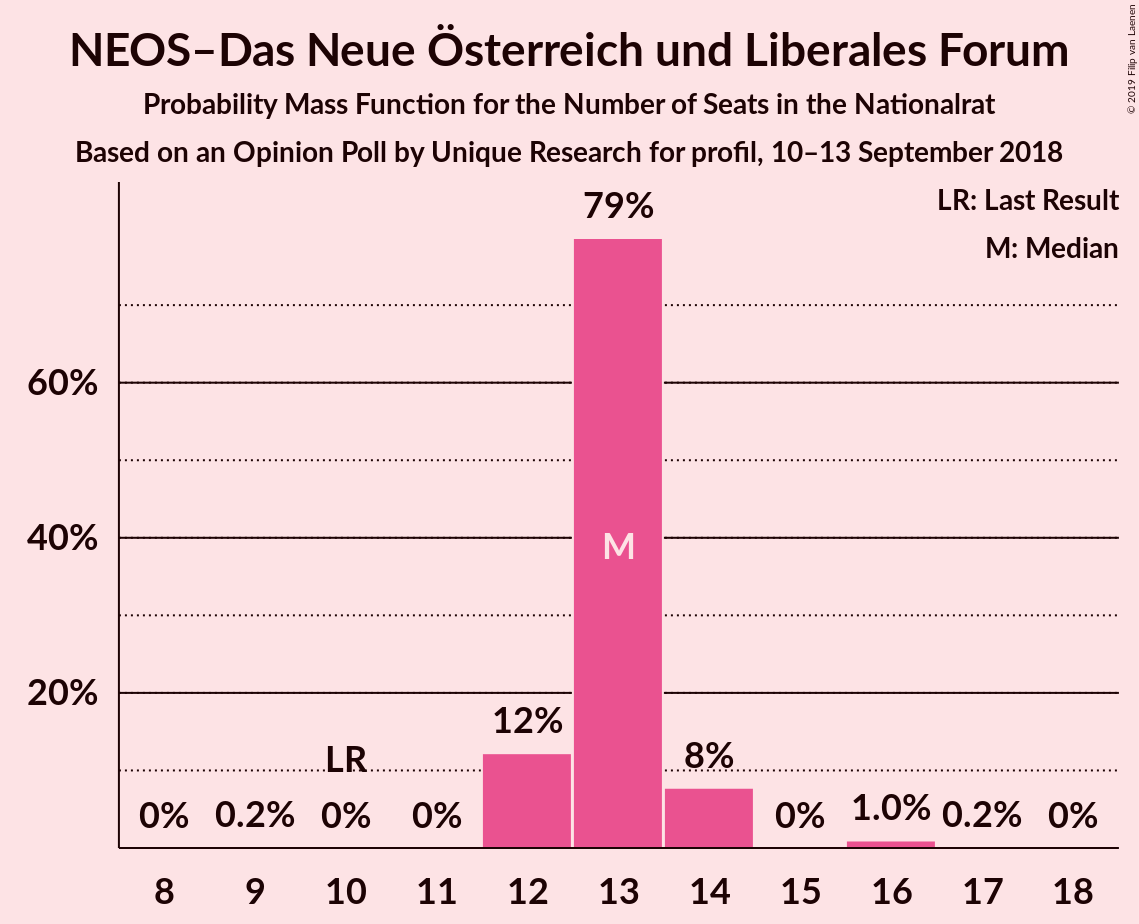 NEOS–Das Neue Österreich und Liberales Forum
Probability Mass Function for the Number of Seats in the Nationalrat
Based on an Opinion Poll by Unique Research for profil, 10–13 September 2018
© 2019 Filip van Laenen
LR: Last Result
M: Median
79%
60%
40%
20%
M
LR
0%
0.2%
0%
0%
12%
8%
0%
1.0%
0.2%
0%
8 9 10 11 12 13 14 15 16 17 18